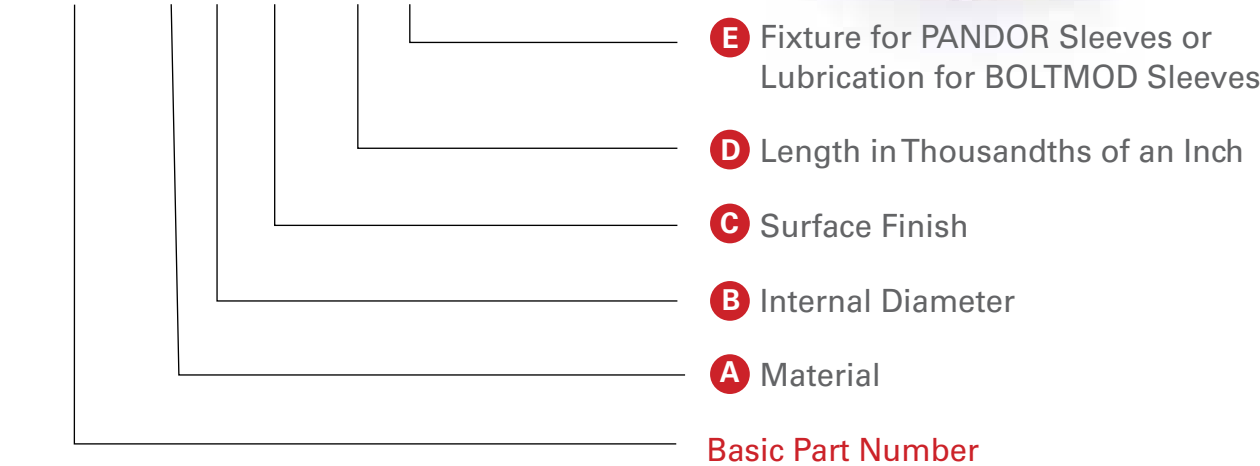 E Fixture for PANDOR Sleeves or
Lubrication for BOLTMOD Sleeves
D Length in Thousandths of an Inch
C Surface Finish
B Internal Diameter
A Material
Basic Part Number